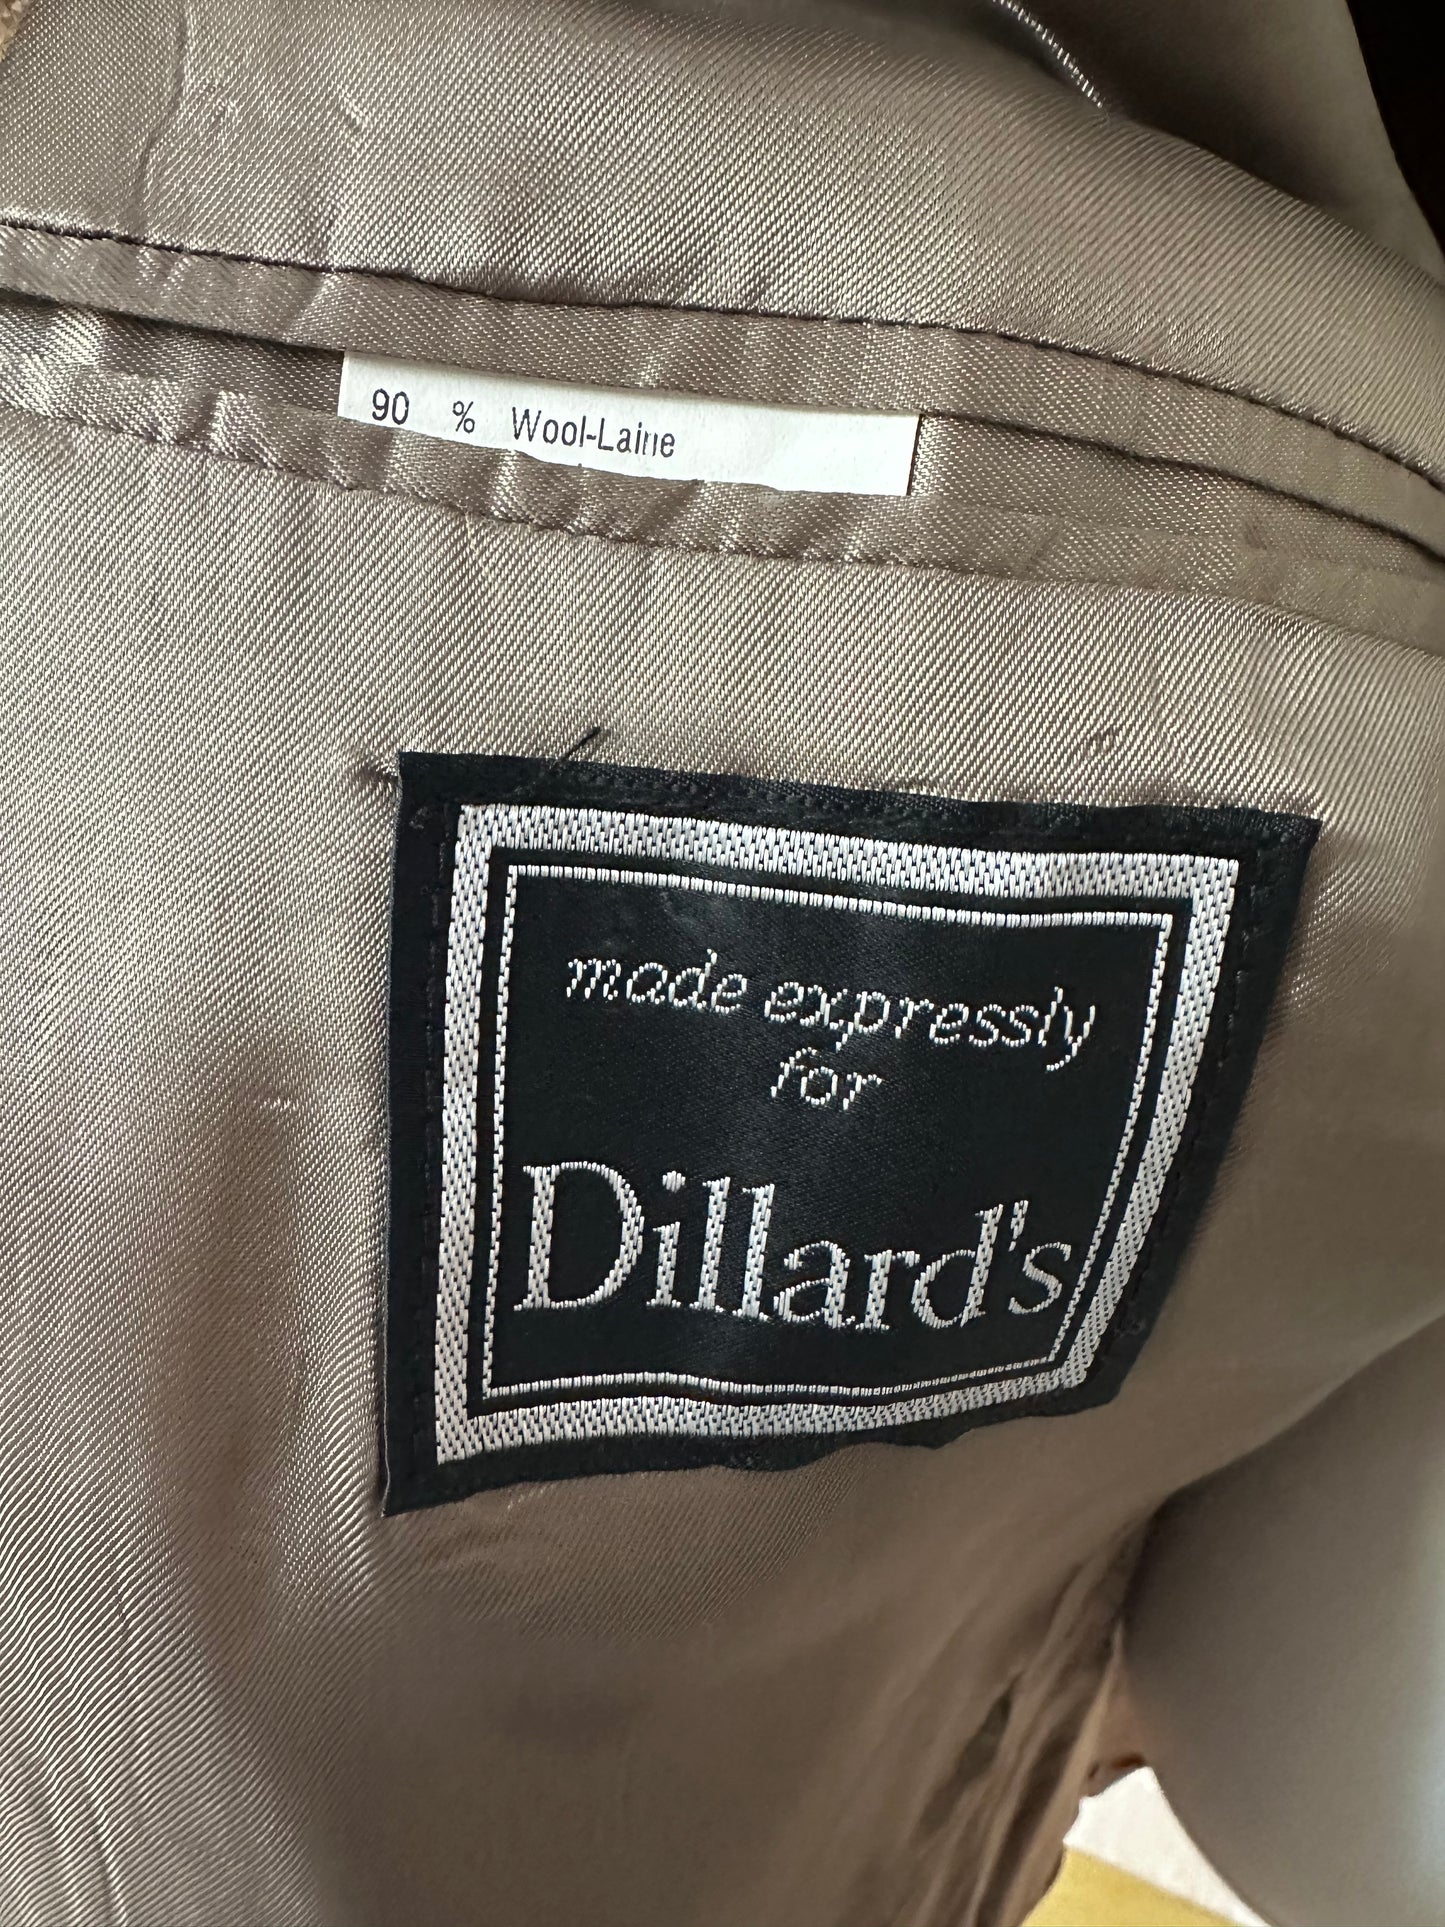 90 % Wool-Laine
made expressly
for
Dillard's